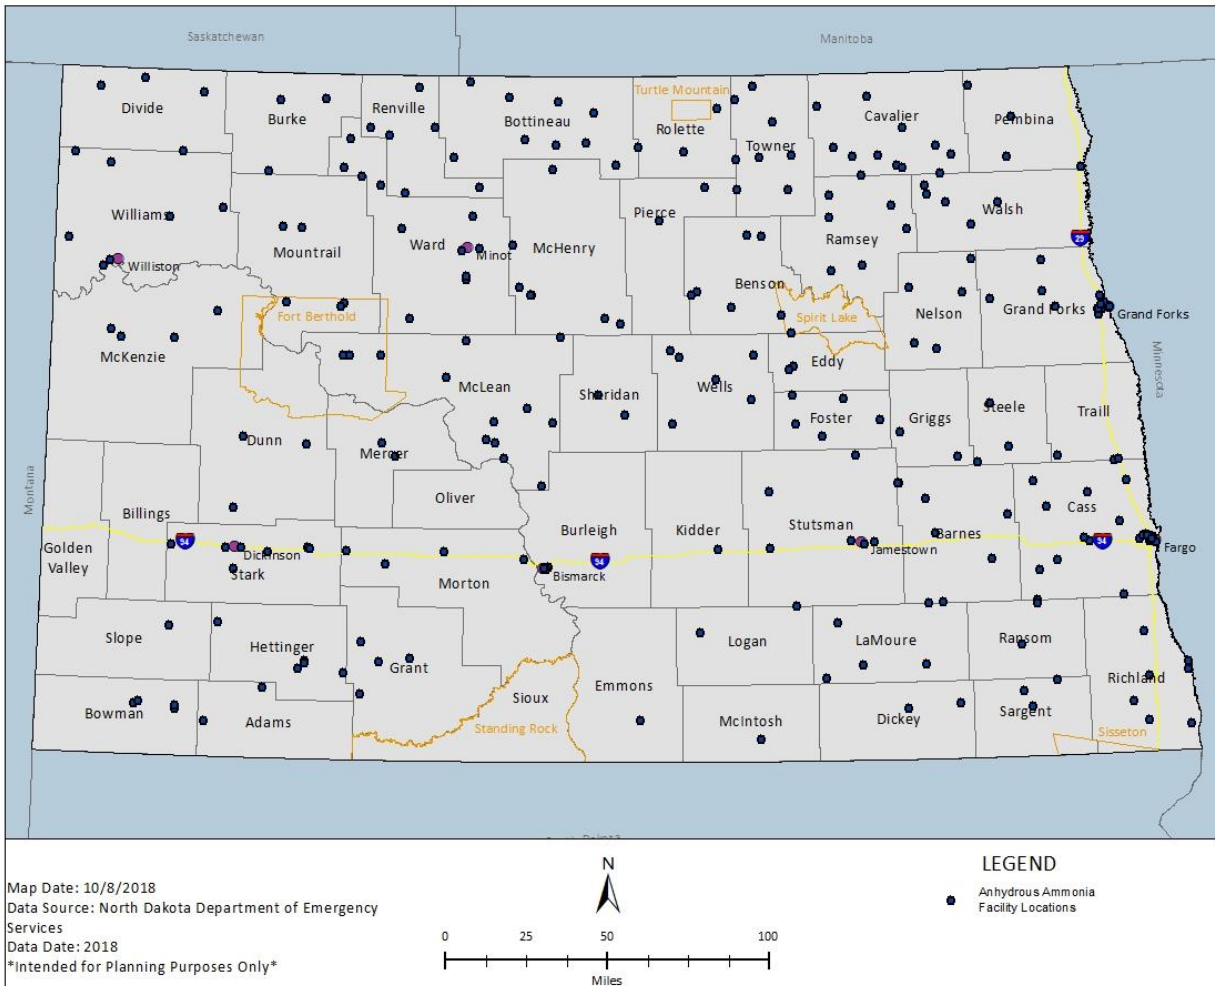 Saskatchewan
Manitoba
Divide
Burke
Renville
Bottineau
Turtle Mountain
Rolette
Towner
Cavalier
Pembina
Williams
Williston
Mountrail
Ward
Minot
McHenry
Pierce
Benson
Ramsey
Walsh
29
Spirit Lake
Nelson
Grand Forks
Grand Forks
Fort Berthold
McKenzie
McLean
Sheridan
Wells
Eddy
Foster
Griggs
Steele
Traill
Minnesota
Montana
Dunn
Mercer
Oliver
Billings
Golden
Valley
94
Dickinson
Stark
Morton
Burleigh
94
Bismarck
Kidder
Stutsman
Jamestown
Barnes
Cass
94
Fargo
Slope
Hettinger
Grant
Sioux
Standing Rock
Emmons
Logan
LaMoure
Ransom
Richland
Bowman
Adams
McIntosh
Dickey
Sargent
Sisseton
N
LEGEND
Anhydrous Ammonia
Facility Locations
Map Date: 10/8/2018
Data Source: North Dakota Department of Emergency
Services
Data Date: 2018
*Intended for Planning Purposes Only*
0 25 50 100
Miles